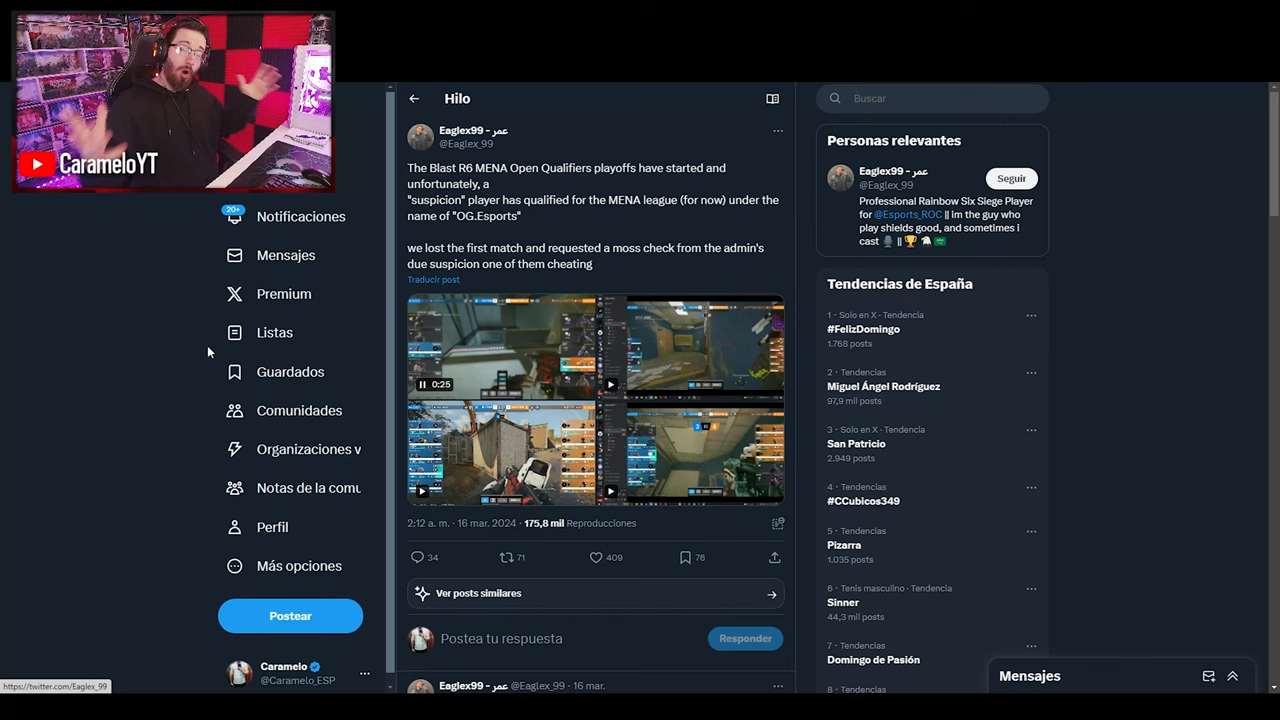 CarameloYT
20+
Notificaciones
Mensajes
Premium
Listas
Guardados
Comunidades
Organizaciones v
Notas de la comu
Perfil
Más opciones
Postear
Caramelo
@Caramelo_ESP
https://twitter.com/Eaglex_99
Hilo
Eaglex99 - عمر
@Eaglex_99
The Blast R6 MENA Open Qualifiers playoffs have started and
unfortunately, a
"suspicion" player has qualified for the MENA league (for now) under the
name of "OG.Esports"
we lost the first match and requested a moss check from the admin's
due suspicion one of them cheating
Traducir post
0:25
2:12 a. m. · 16 mar. 2024 · 175,8 mil Reproducciones
34 71 409 76
Ver posts similares
Postea tu respuesta
Responder
Eaglex99 - عمر @Eaglex_99 · 16 mar.
Buscar
Personas relevantes
Eaglex99 - عمر
@Eaglex_99
Seguir
Professional Rainbow Six Siege Player
for @Esports_ROC || im the guy who
play shields good, and sometimes i
cast || 
Tendencias de España
1 · Solo en X · Tendencia
#FelizDomingo
1.768 posts
2 · Tendencias
Miguel Ángel Rodríguez
97,9 mil posts
3 · Solo en X · Tendencia
San Patricio
2.949 posts
4 · Tendencias
#CCubicos349
5 · Tendencias
Pizarra
1.035 posts
6 · Tenis masculino · Tendencia
Sinner
44,3 mil posts
7 · Tendencias
Domingo de Pasión
8 · Tendencias
Mensajes